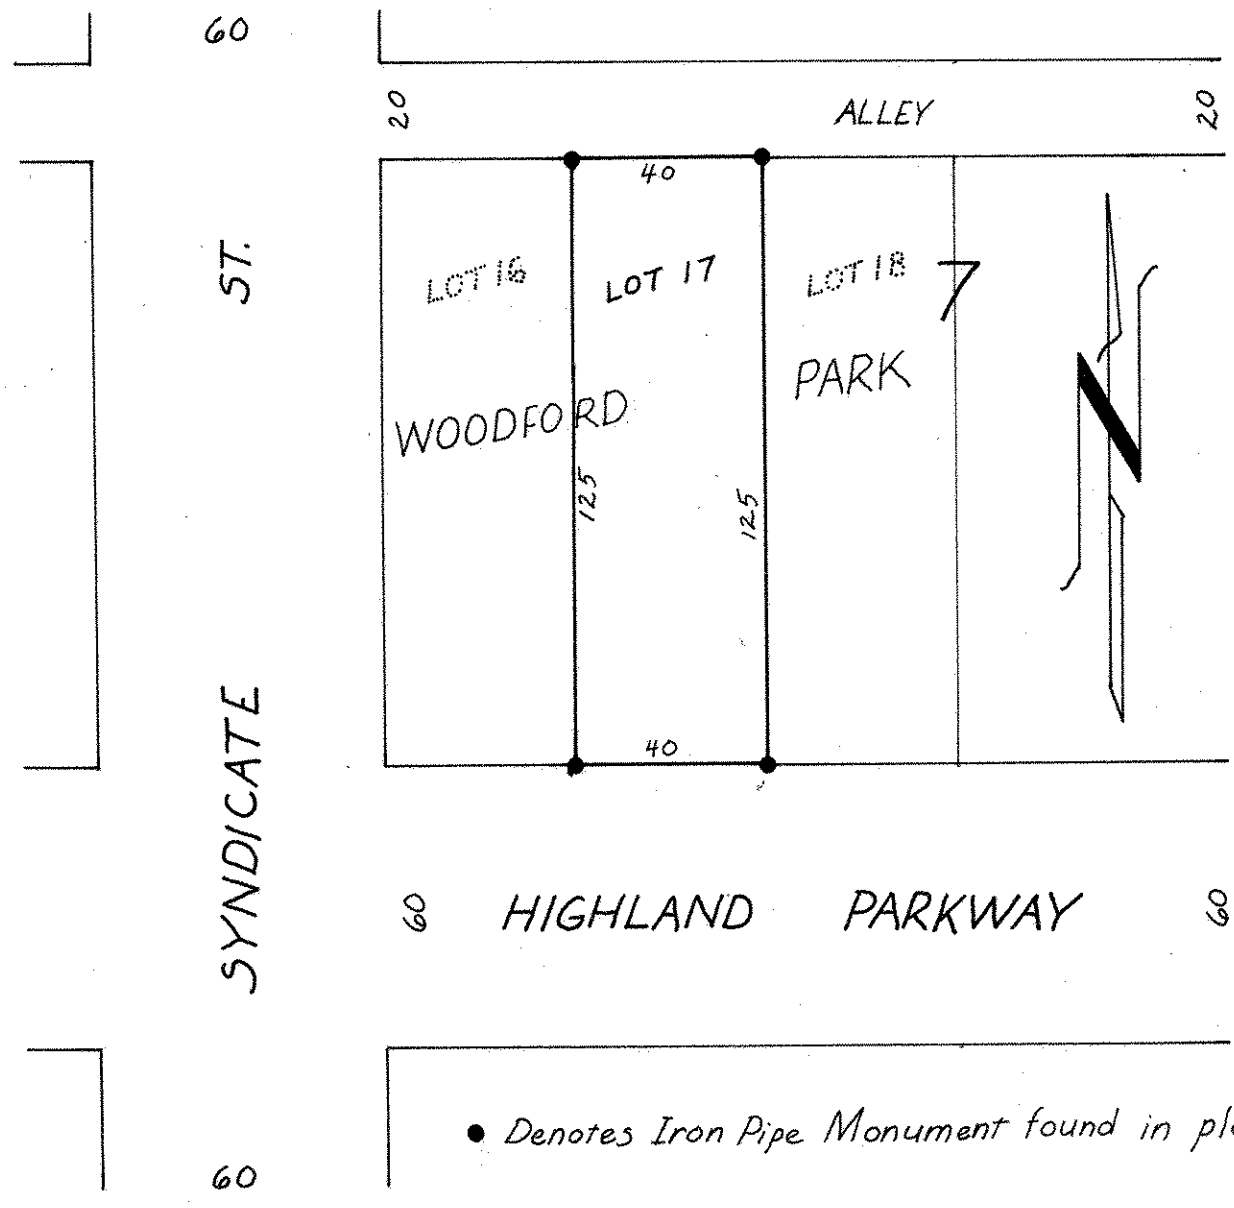 60
20
ALLEY
20
40
ST.
LOT 16
LOT 17
LOT 18
7
WOODFORD
PARK
N
125
125
40
SYNDICATE
60
HIGHLAND PARKWAY
60
• Denotes Iron Pipe Monument found in pl
60